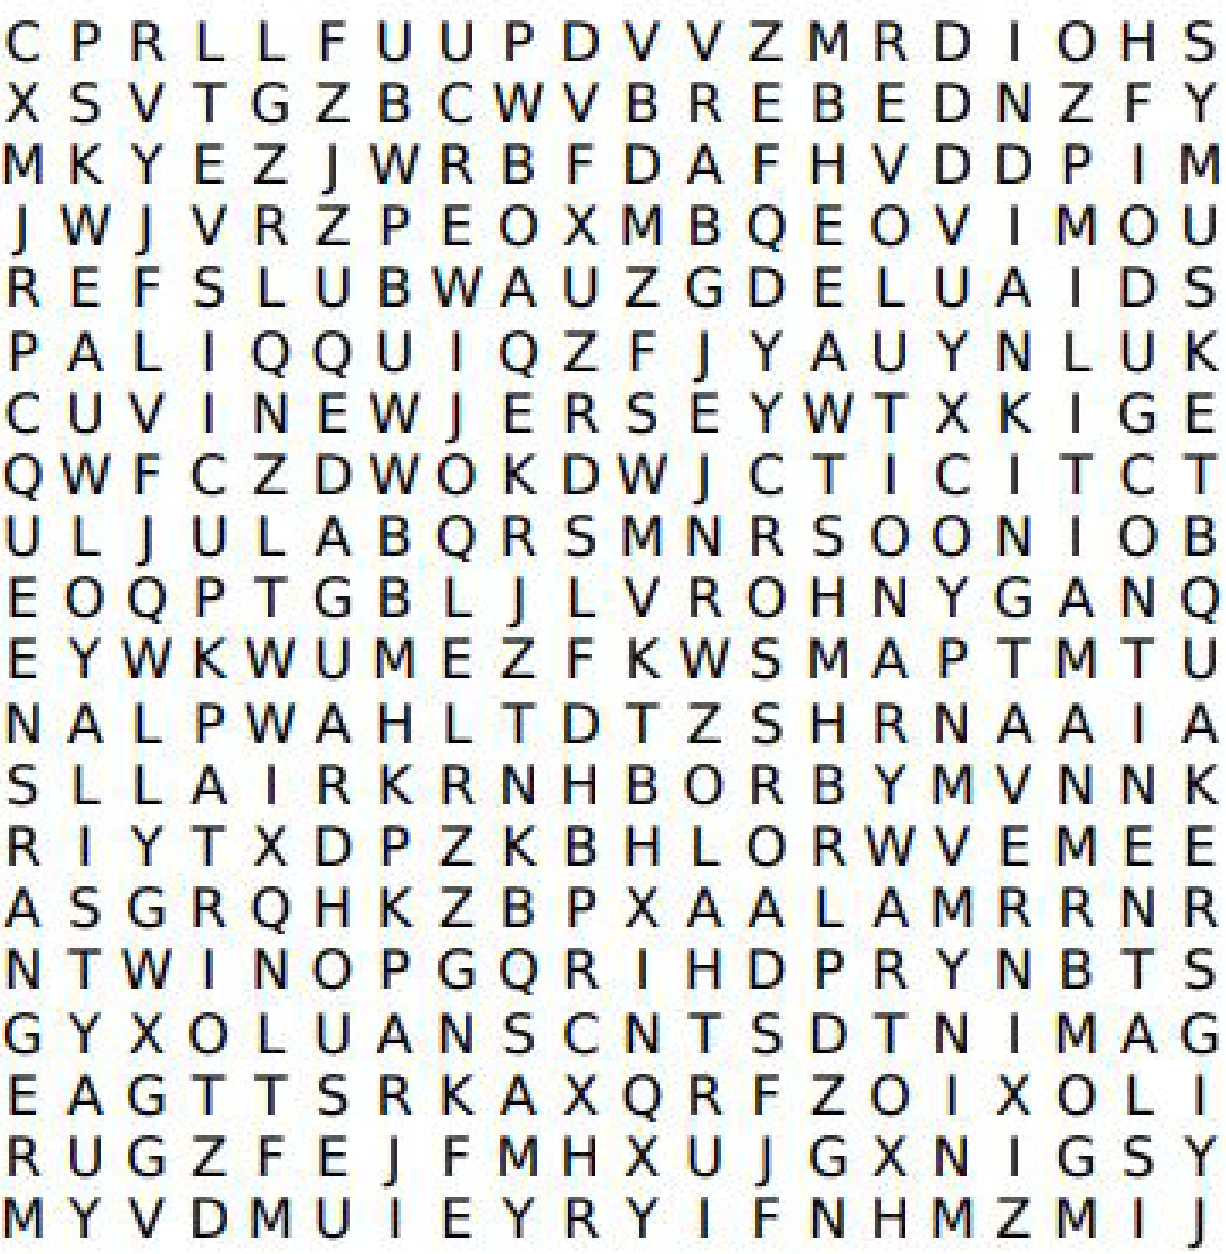 C P R L L F U U P D V V Z M R D I O H S
X S V T G Z B C W V B R E B E D N Z F Y
M K Y E Z J W R B F D A F H V D D P I M
J W J V R Z P E O X M B Q E O V I M O U
R E F S L U B W A U Z G D E L U A I D S
P A L I Q Q U I Q Z F J Y A U Y N L U K
C U V I N E W J E R S E Y W T X K I G E
Q W F C Z D W O K D W J C T I C I T C T
U L J U L A B Q R S M N R S O O N I O B
E O Q P T G B L J L V R O H N Y G A N Q
E Y W K W U M E Z F K W S M A P T M T U
N A L P W A H L T D T Z S H R N A A I A
S L L A I R K R N H B O R B Y M V N N K
R I Y T X D P Z K B H L O R W V E M E E
A S G R Q H K Z B P X A A L A M R R N R
N T W I N O P G Q R I H D P R Y N B T S
G Y X O L U A N S C N T S D T N I M A G
E A G T T S R K A X Q R F Z O I X O L I
R U G Z F E J F M H X U J G X N I G S Y
M Y V D M U I E Y R Y I F N H M Z M I J